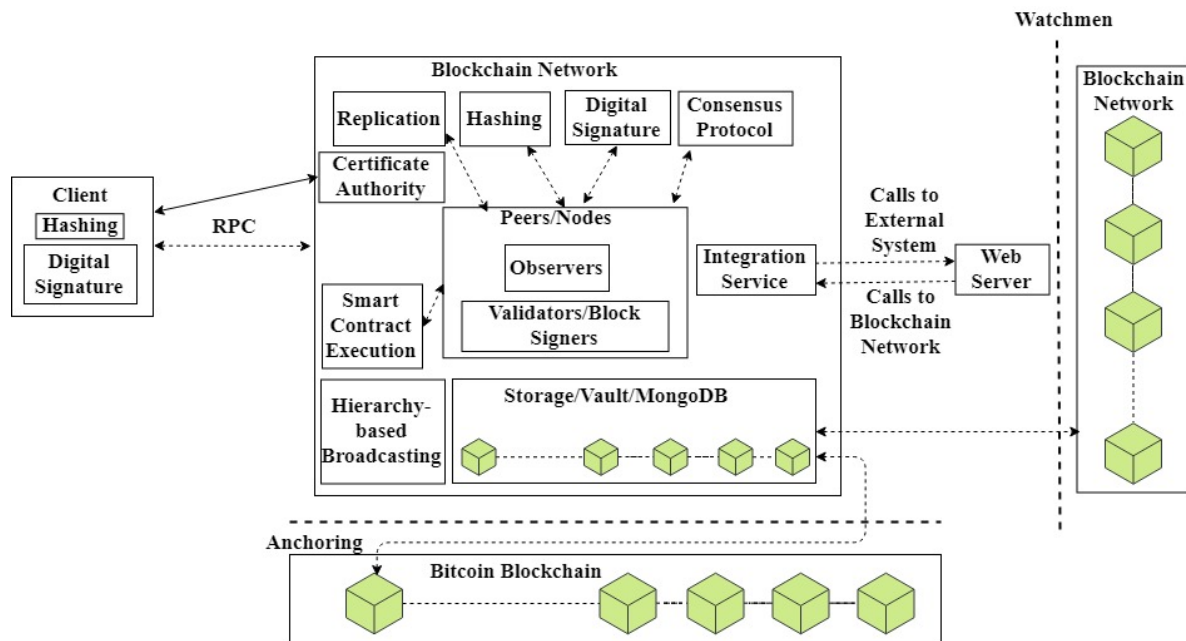 Watchmen
Blockchain Network
Blockchain
Network
Replication
Hashing
Digital
Signature
Consensus
Protocol
Certificate
Authority
Client
Hashing
Digital
Signature
RPC
Peers/Nodes
Observers
Validators/Block
Signers
Integration
Service
Calls to
External
System
Web
Server
Calls to
Blockchain
Network
Smart
Contract
Execution
Hierarchy-
based
Broadcasting
Storage/Vault/MongoDB
Anchoring
Bitcoin Blockchain